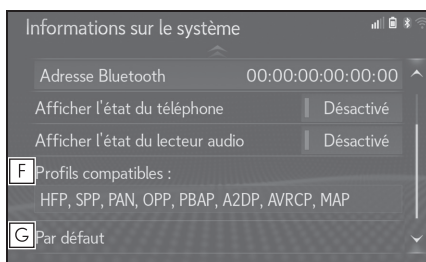 Informations sur le système
Adresse Bluetooth 00:00:00:00:00:00
Afficher l'état du téléphone Désactivé
Afficher l'état du lecteur audio Désactivé
F Profils compatibles :
HFP, SPP, PAN, OPP, PBAP, A2DP, AVRCP, MAP
G Par défaut